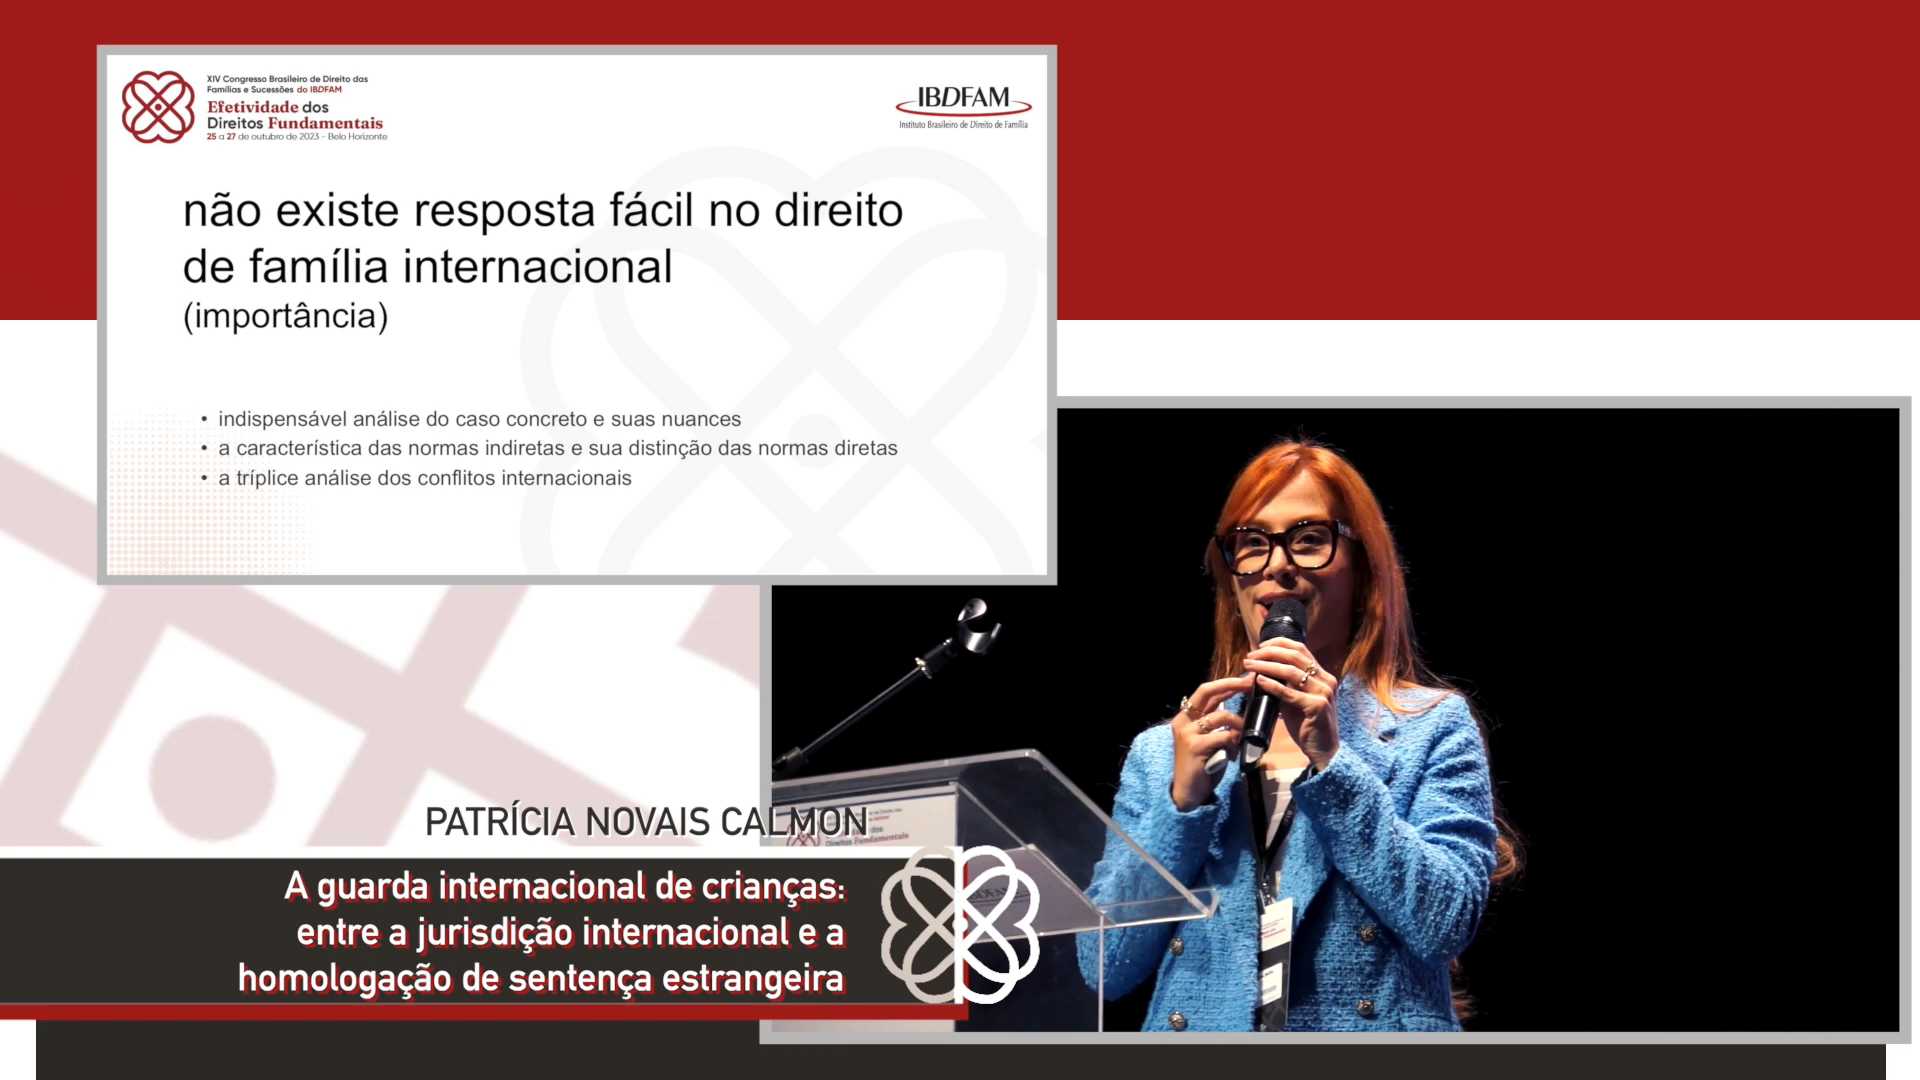 XIV Congresso Brasileiro de Direito das
Famílias e Sucessões do IBDFAM
Efetividade dos
Direitos Fundamentais
25 a 27 de outubro de 2023 - Belo Horizonte
IBDFAM
Instituto Brasileiro de Direito de Família
não existe resposta fácil no direito
de família internacional
(importância)
• indispensável análise do caso concreto e suas nuances
• a característica das normas indiretas e sua distinção das normas diretas
• a tríplice análise dos conflitos internacionais
PATRÍCIA NOVAIS CALMON
dos
Direitos Fundamentais
A guarda internacional de crianças:
entre a jurisdição internacional e a
homologação de sentença estrangeira